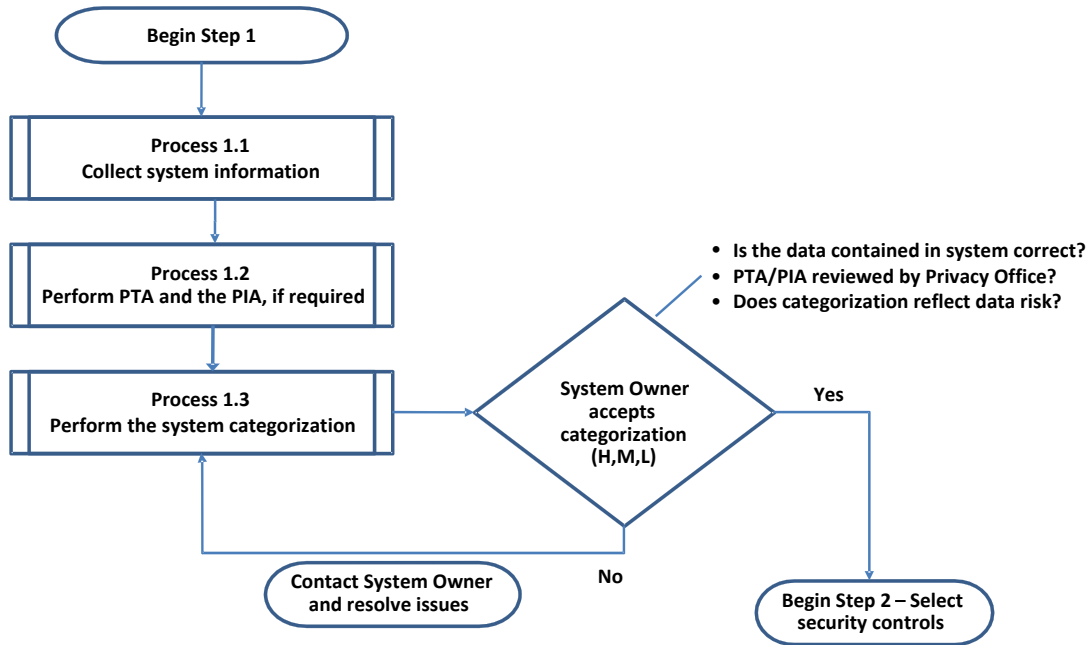 Begin Step 1
Process 1.1
Collect system information
Process 1.2
Perform PTA and the PIA, if required
Process 1.3
Perform the system categorization
• Is the data contained in system correct?
• PTA/PIA reviewed by Privacy Office?
• Does categorization reflect data risk?
System Owner
accepts
categorization
(H,M,L)
Yes
No
Contact System Owner
and resolve issues
Begin Step 2 – Select
security controls